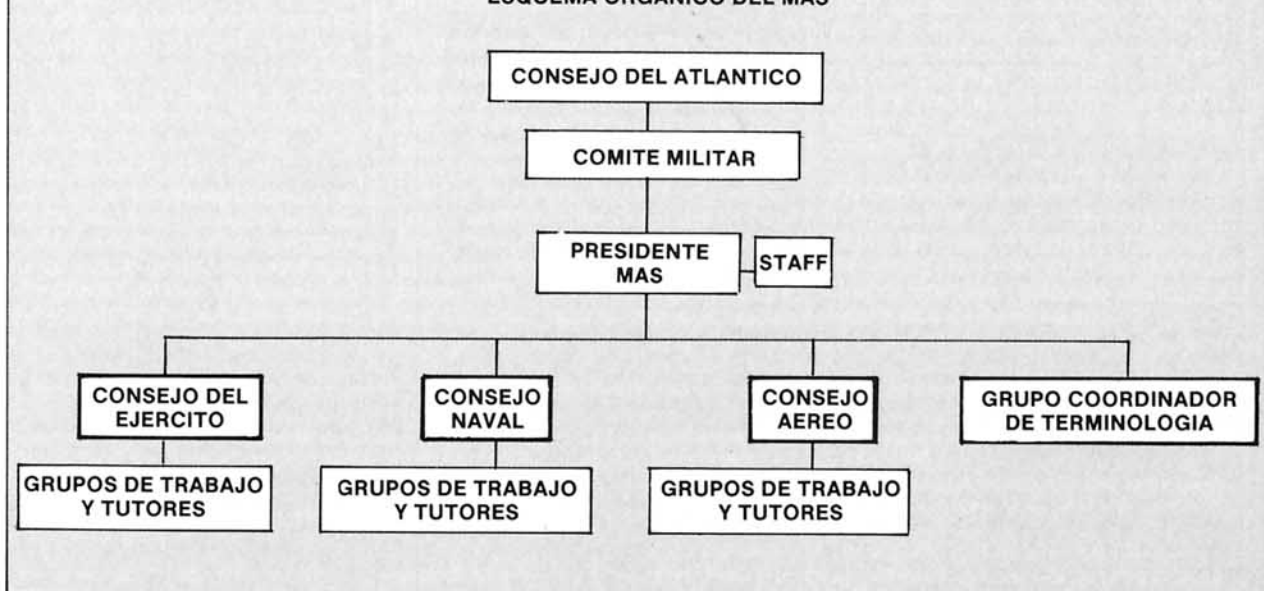 ESQUEMA ORGANICO DEL MAS
CONSEJO DEL ATLANTICO
COMITE MILITAR
PRESIDENTE
MAS
STAFF
CONSEJO DEL
EJERCITO
CONSEJO
NAVAL
CONSEJO
AEREO
GRUPO COORDINADOR
DE TERMINOLOGIA
GRUPOS DE TRABAJO
Y TUTORES
GRUPOS DE TRABAJO
Y TUTORES
GRUPOS DE TRABAJO
Y TUTORES